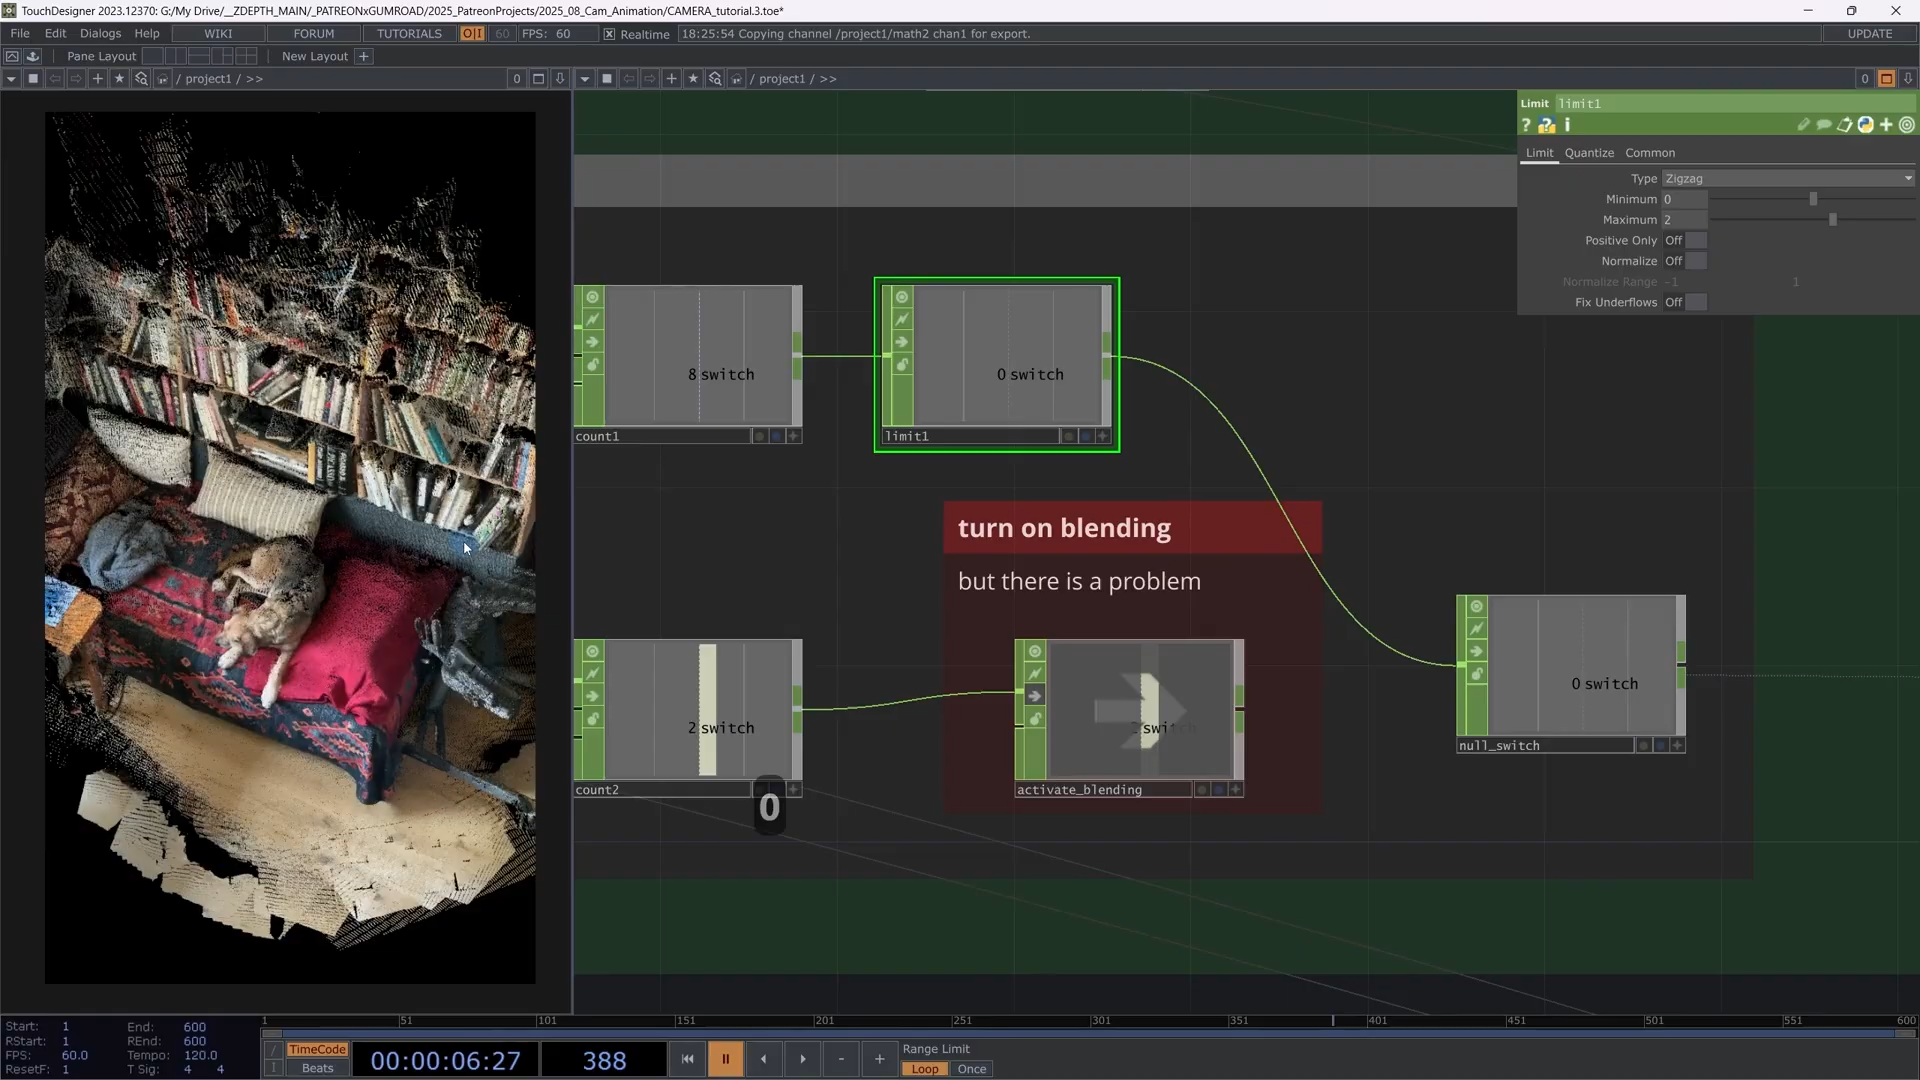 TouchDesigner 2023.12370: G:/My Drive/__ZDEPTH_MAIN/_PATREONxGUMROAD/2025_PatreonProjects/2025_08_Cam_Animation/CAMERA_tutorial.3.toe*
File Edit Dialogs Help WIKI FORUM TUTORIALS O|I 60 FPS: 60 Realtime 18:25:54 Copying channel /project1/math2 chan1 for export. UPDATE
Pane Layout New Layout +
/ project1 / >> 0 / project1 / >> 0
Limit limit1
? ? i
Limit Quantize Common
Type Zigzag
Minimum 0
Maximum 2
Positive Only Off
Normalize Off
Normalize Range -1 1
Fix Underflows Off
8 switch
count1
0 switch
limit1
turn on blending
but there is a problem
0 switch
null_switch
2 switch
count2
activate_blending
0
1 51 101 151 201 251 301 351 401 451 501 551 600
Start: 1 End: 600
RStart: 1 REnd: 600
FPS: 60.0 Tempo: 120.0
ResetF: 1 T Sig: 4 4
TimeCode
Beats
00:00:06:27 388
Range Limit
Loop Once